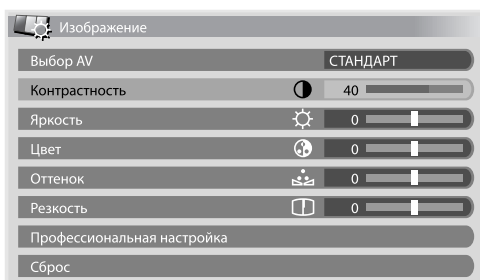 Изображение
Выбор AV СТАНДАРТ
Контрастность 40
Яркость 0
Цвет 0
Оттенок 0
Резкость 0
Профессиональная настройка
Сброс